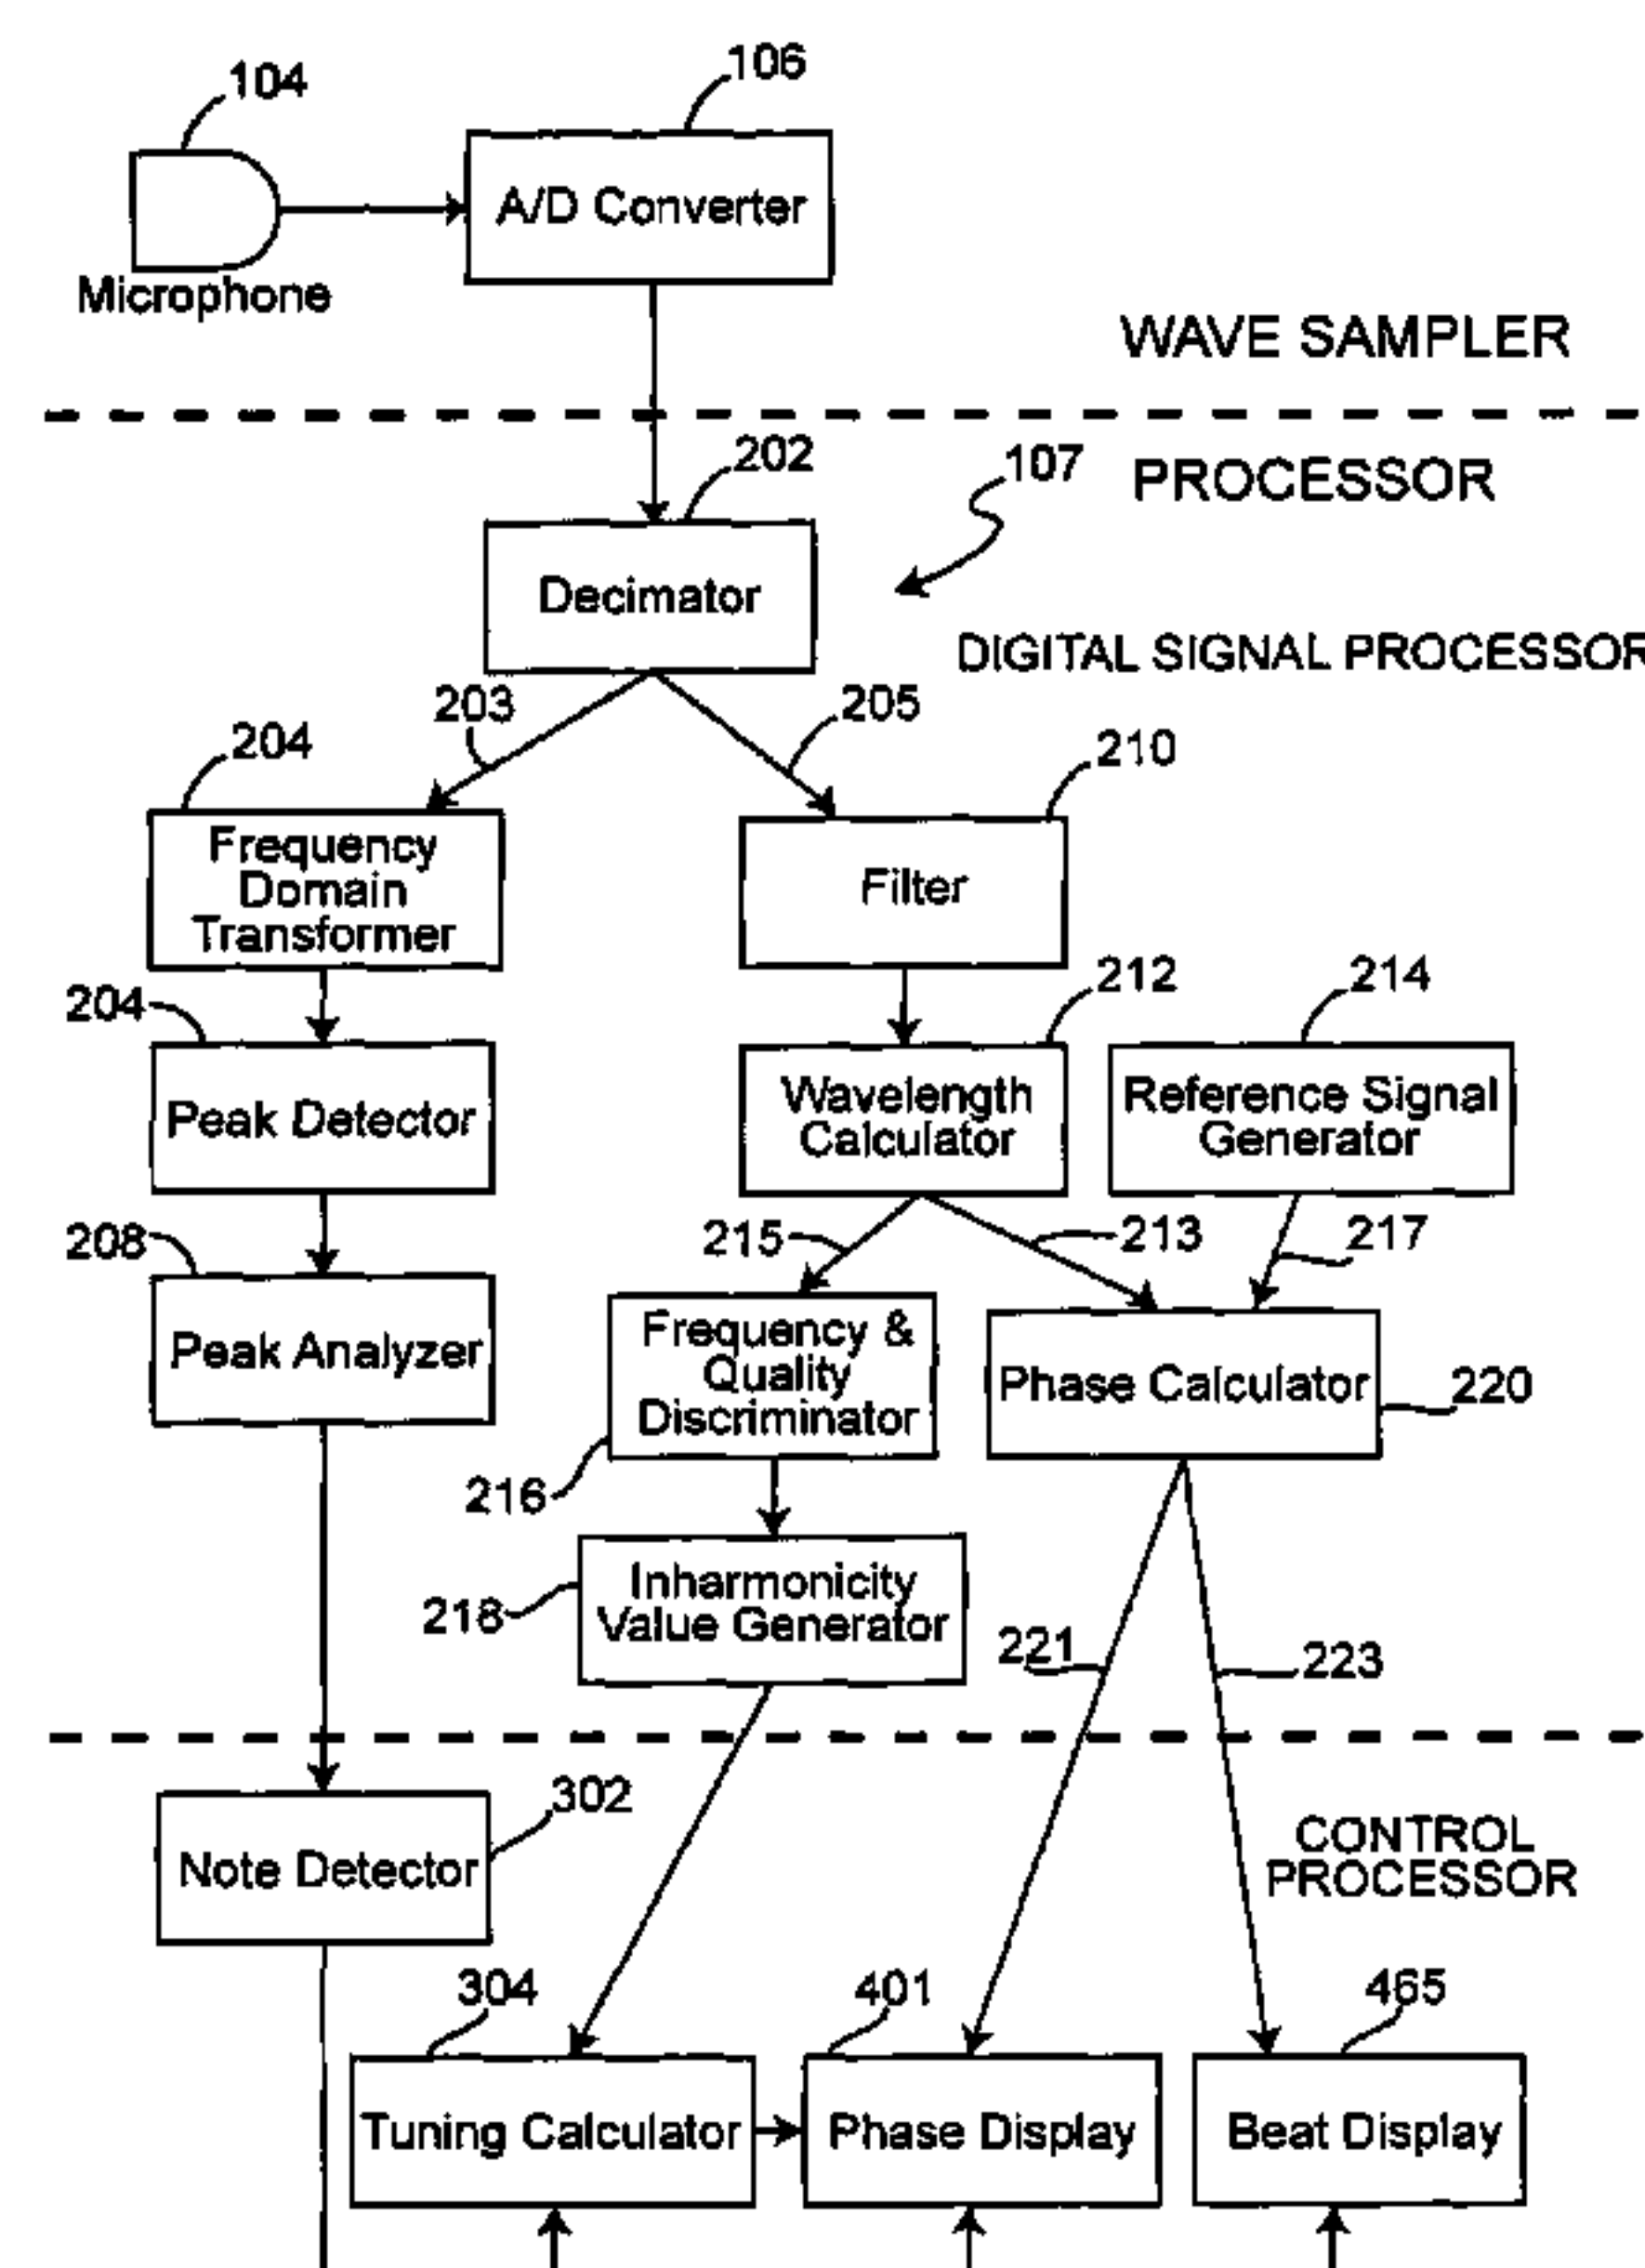 104
106
A/D Converter
Microphone
WAVE SAMPLER
202
107
PROCESSOR
Decimator
DIGITAL SIGNAL PROCESSOR
203
205
204
210
Frequency
Domain
Transformer
Filter
204
212
214
Peak Detector
Wavelength
Calculator
Reference Signal
Generator
208
215
213
217
Peak Analyzer
Frequency &
Quality
Discriminator
Phase Calculator
220
216
Inharmonicity
Value Generator
218
221
223
302
Note Detector
CONTROL
PROCESSOR
304
401
465
Tuning Calculator
Phase Display
Beat Display